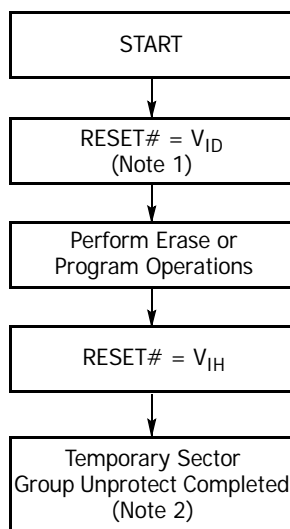 START
RESET# = VID
(Note 1)
Perform Erase or
Program Operations
RESET# = VIH
Temporary Sector
Group Unprotect Completed
(Note 2)